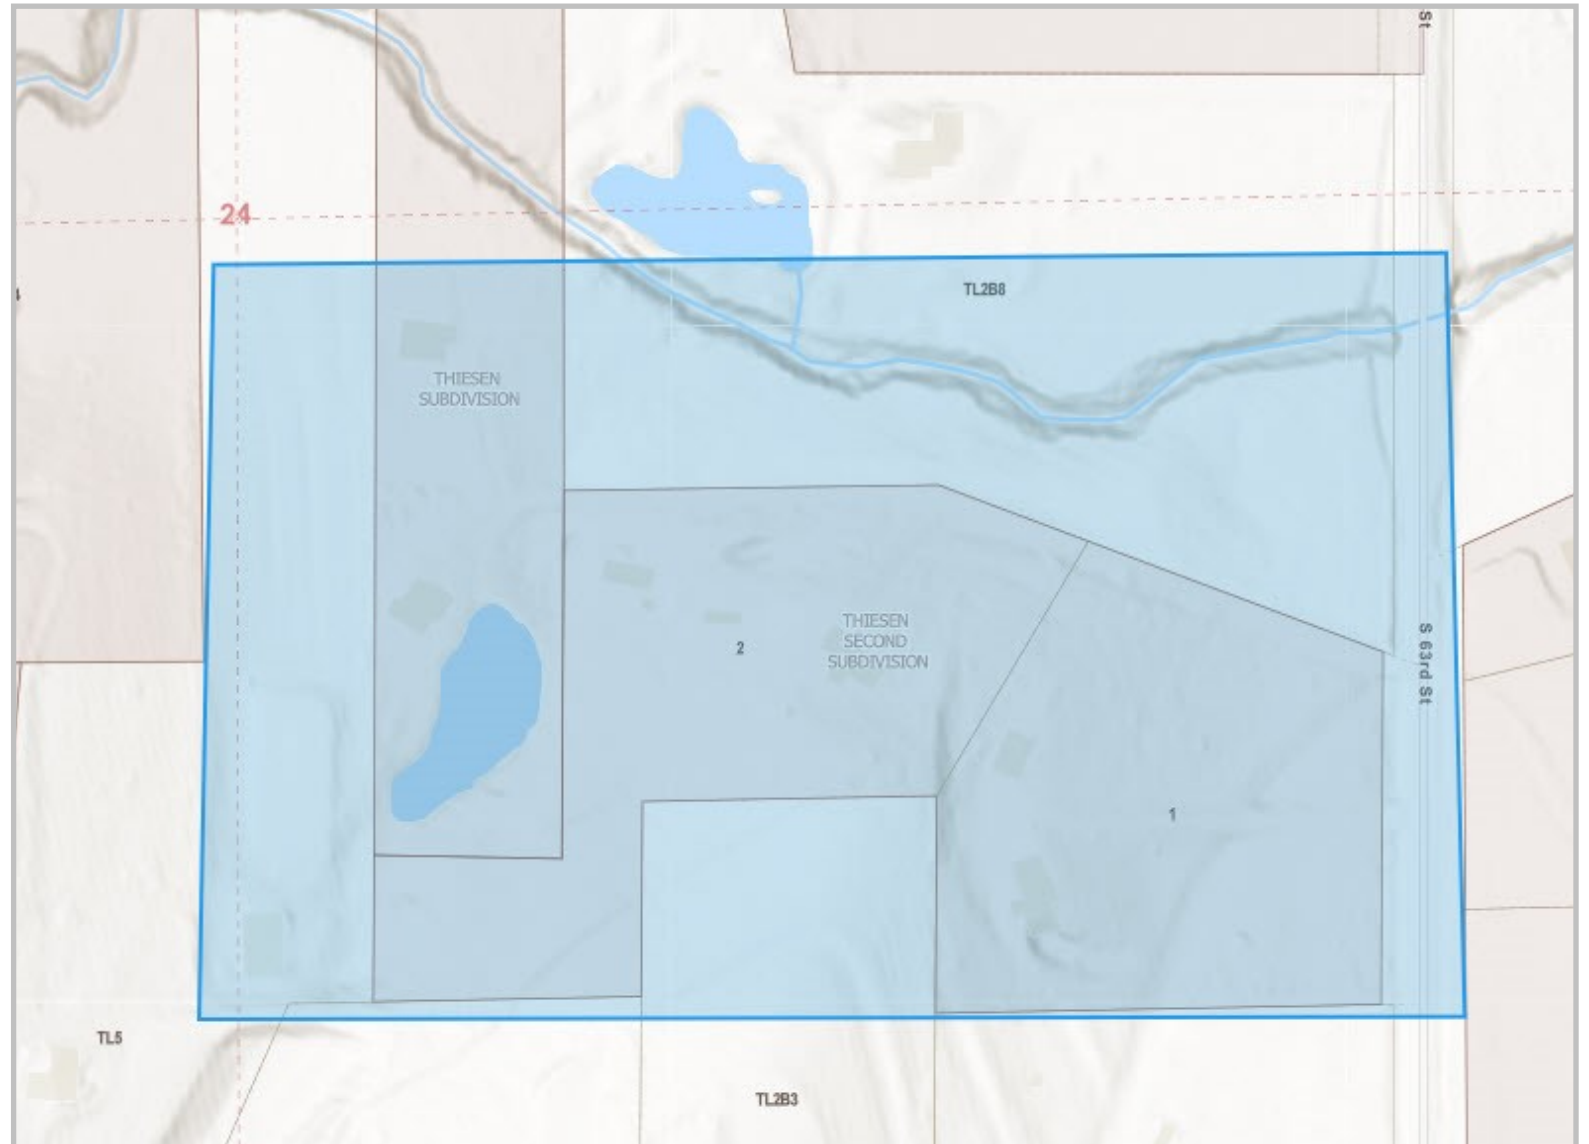 St
24
TL2B8
THIESEN
SUBDIVISION
THIESEN
SECOND
SUBDIVISION
2
S 63rd St
1
TL5
TL2B3